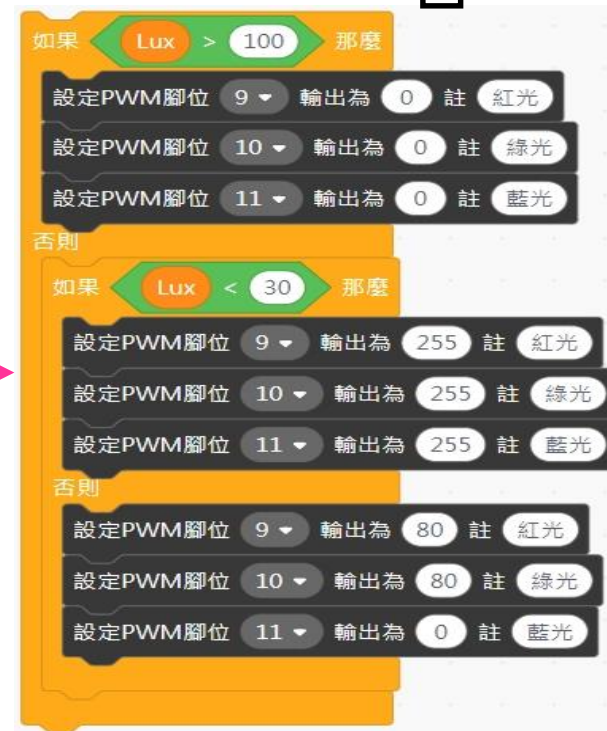 如果 Lux > 100 那麼
設定PWM腳位 9 輸出為 0 註 紅光
設定PWM腳位 10 輸出為 0 註 綠光
設定PWM腳位 11 輸出為 0 註 藍光
否則
如果 Lux < 30 那麼
設定PWM腳位 9 輸出為 255 註 紅光
設定PWM腳位 10 輸出為 255 註 綠光
設定PWM腳位 11 輸出為 255 註 藍光
否則
設定PWM腳位 9 輸出為 80 註 紅光
設定PWM腳位 10 輸出為 80 註 綠光
設定PWM腳位 11 輸出為 0 註 藍光